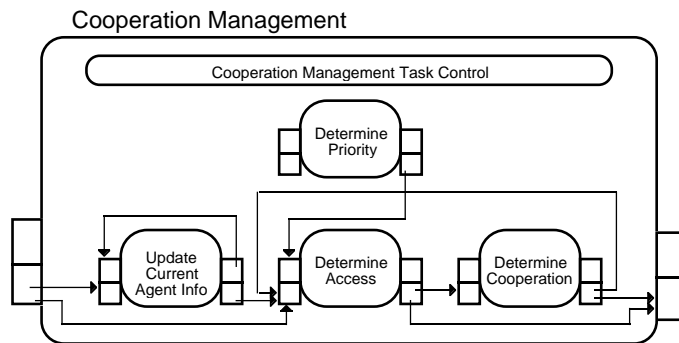 Cooperation Management
Cooperation Management Task Control
Determine
Priority
Update
Current
Agent Info
Determine
Access
Determine
Cooperation